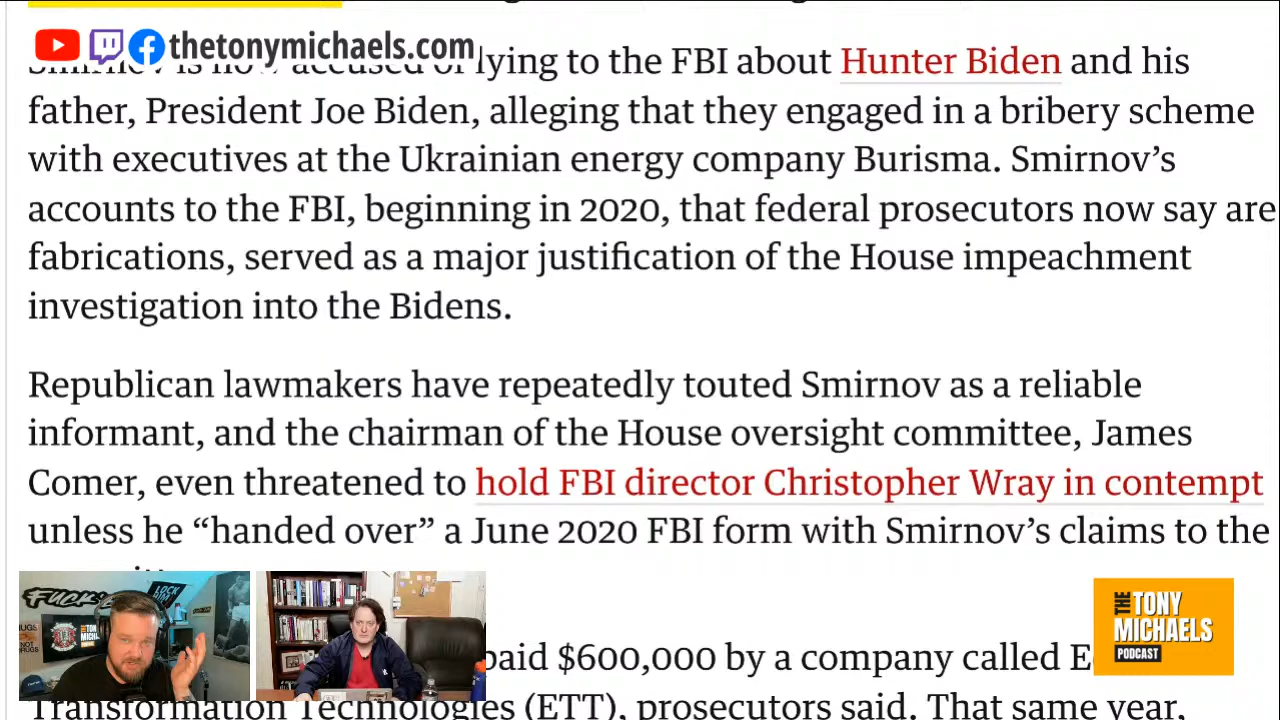 thetonymichaels.com
lying to the FBI about Hunter Biden and his
father, President Joe Biden, alleging that they engaged in a bribery scheme
with executives at the Ukrainian energy company Burisma. Smirnov’s
accounts to the FBI, beginning in 2020, that federal prosecutors now say are
fabrications, served as a major justification of the House impeachment
investigation into the Bidens.
Republican lawmakers have repeatedly touted Smirnov as a reliable
informant, and the chairman of the House oversight committee, James
Comer, even threatened to hold FBI director Christopher Wray in contempt
unless he “handed over” a June 2020 FBI form with Smirnov’s claims to the
paid $600,000 by a company called
Transformation Technologies (ETT), prosecutors said. That same year,
LOCK
HIM
THE
TONY
MICHAELS
PODCAST